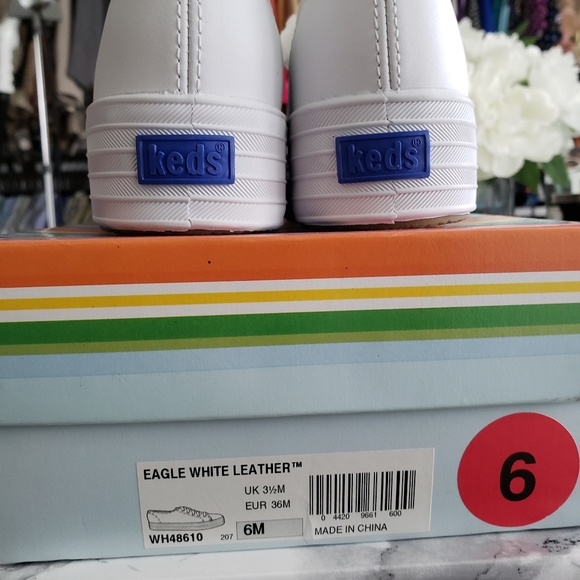 keds®
keds®
EAGLE WHITE LEATHER™
UK 3½M
EUR 36M
WH48610 207 6M
0 4420 9661 600
MADE IN CHINA
6